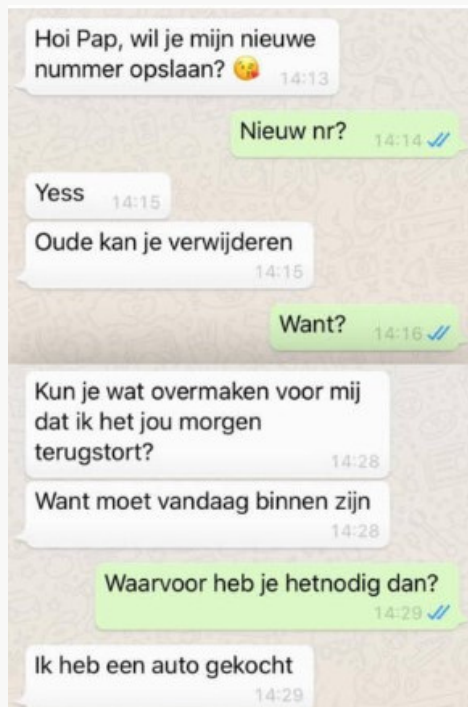 Hoi Pap, wil je mijn nieuwe
nummer opslaan? 😘 14:13
Nieuw nr? 14:14
Yess 14:15
Oude kan je verwijderen
14:15
Want? 14:16
Kun je wat overmaken voor mij
dat ik het jou morgen
terugstort? 14:28
Want moet vandaag binnen zijn
14:28
Waarvoor heb je hetnodig dan?
14:29
Ik heb een auto gekocht
14:29